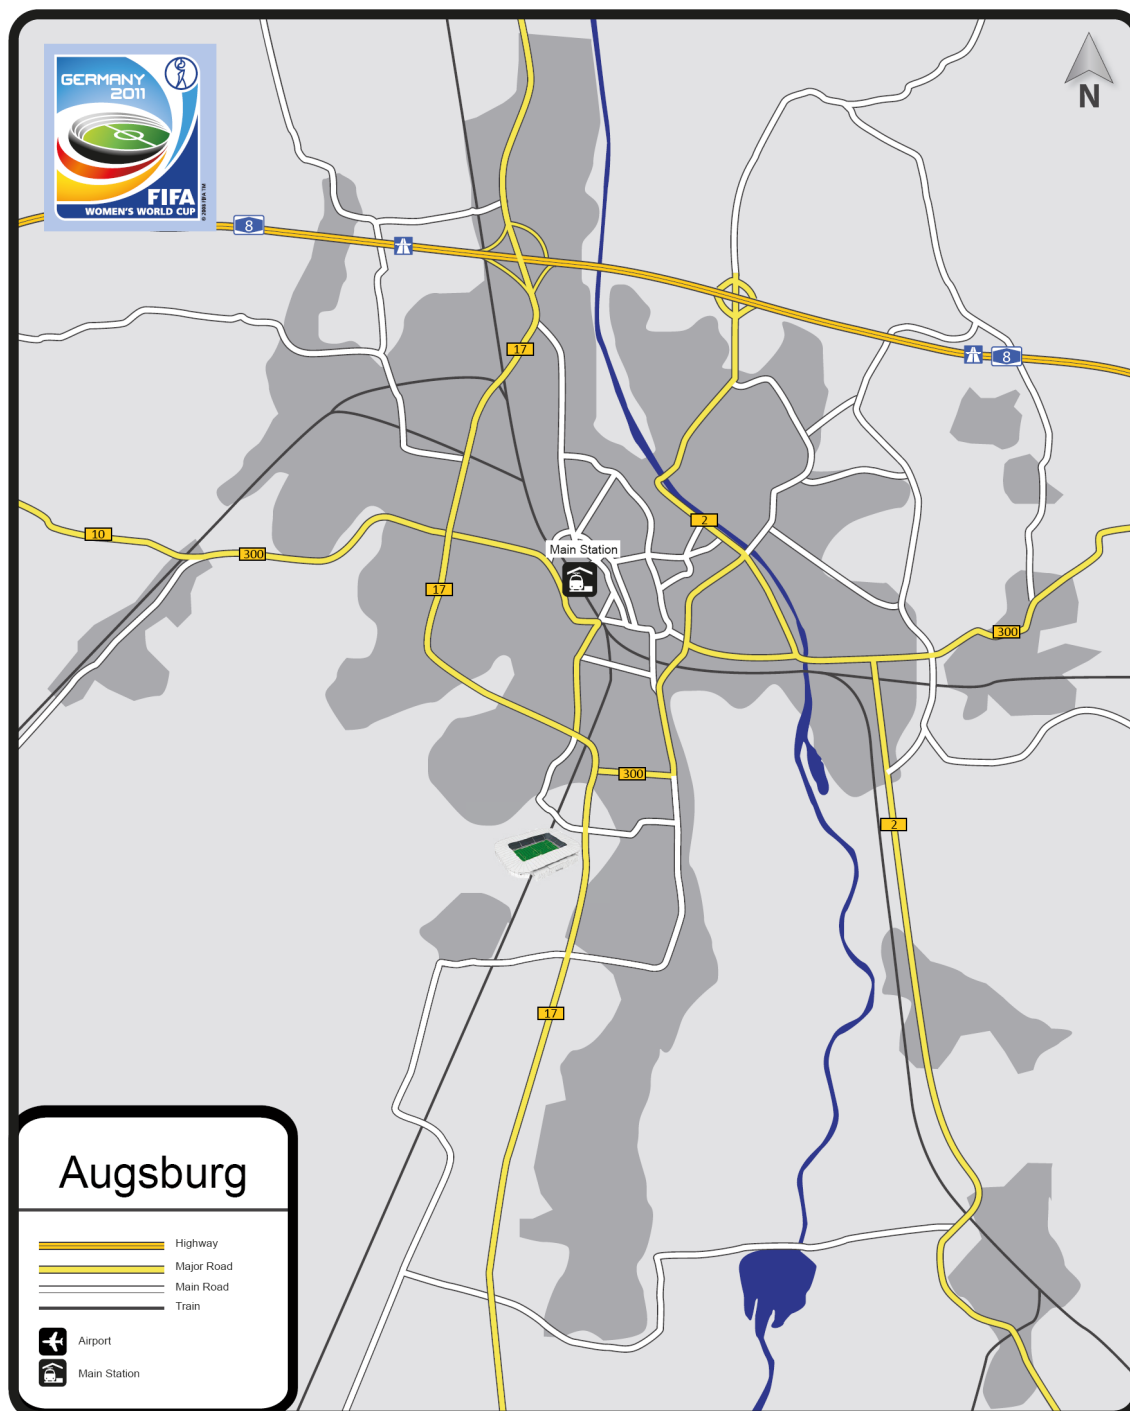 GERMANY
2011
FIFA
WOMEN'S WORLD CUP
N
8
17
8
10
300
2
Main Station
17
300
300
2
17
Augsburg
Highway
Major Road
Main Road
Train
Airport
Main Station